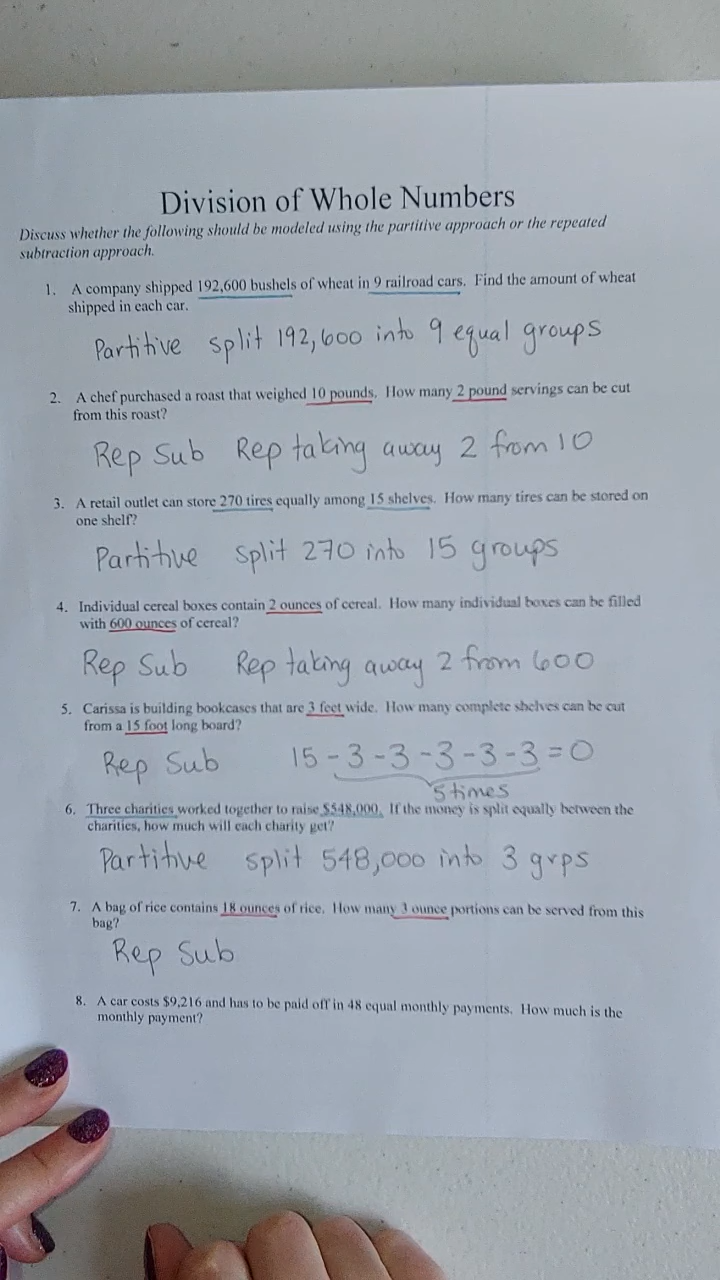 Division of Whole Numbers
Discuss whether the following should be modeled using the partitive approach or the repeated
subtraction approach.
1. A company shipped 192,600 bushels of wheat in 9 railroad cars. Find the amount of wheat
shipped in each car.
Partitive split 192,600 into 9 equal groups
2. A chef purchased a roast that weighed 10 pounds. How many 2 pound servings can be cut
from this roast?
Rep Sub Rep taking away 2 from 10
3. A retail outlet can store 270 tires equally among 15 shelves. How many tires can be stored on
one shelf?
Partitive split 270 into 15 groups
4. Individual cereal boxes contain 2 ounces of cereal. How many individual boxes can be filled
with 600 ounces of cereal?
Rep Sub Rep taking away 2 from 600
5. Carissa is building bookcases that are 3 feet wide. How many complete shelves can be cut
from a 15 foot long board?
Rep Sub 15 - 3 - 3 - 3 - 3 - 3 = 0
5 times
6. Three charities worked together to raise $548,000. If the money is split equally between the
charities, how much will each charity get?
Partitive split 548,000 into 3 grps
7. A bag of rice contains 18 ounces of rice. How many 3 ounce portions can be served from this
bag?
Rep Sub
8. A car costs $9,216 and has to be paid off in 48 equal monthly payments. How much is the
monthly payment?